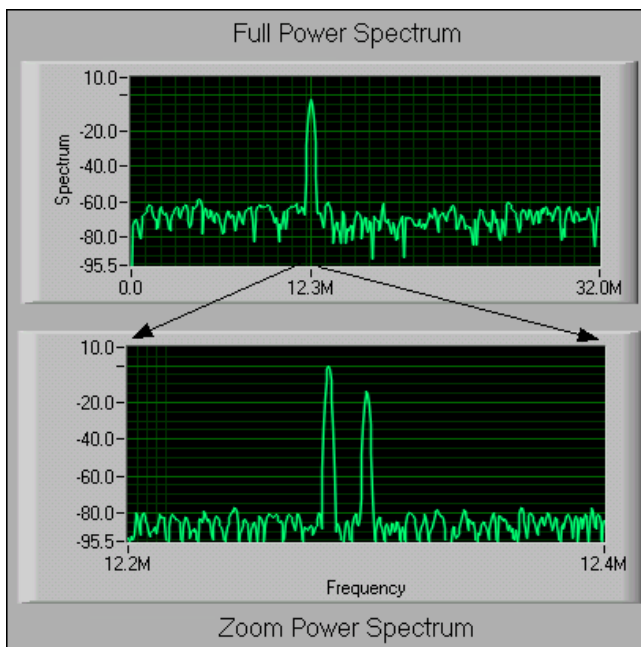 Full Power Spectrum
Spectrum
10.0
-20.0
-40.0
-60.0
-80.0
-95.5
0.0 12.3M 32.0M
10.0
-20.0
-40.0
-60.0
-80.0
-95.5
12.2M 12.4M
Frequency
Zoom Power Spectrum